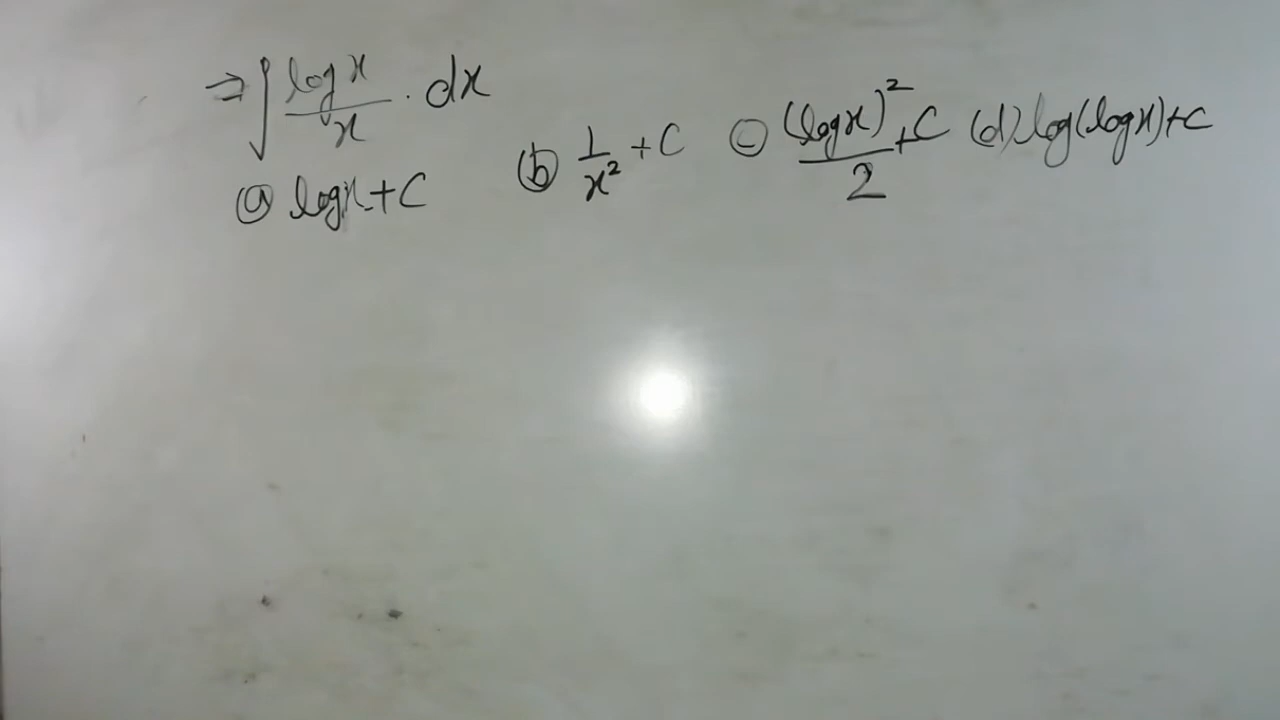 ⇒ ∫ log x / x . dx
(a) log x + C (b) 1/x² + C (c) (log x)²/2 + C (d) log(log x) + C